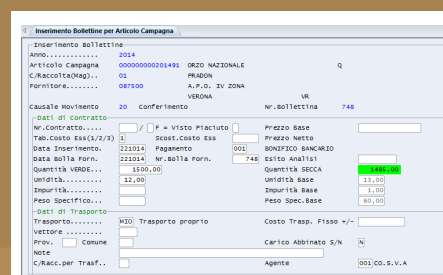 Inserimento Bollettine per Articolo Campagna
Inserimento Bollettine
Anno............. 2014
Articolo Campagna 000000000201491 ORZO NAZIONALE Q
C/Raccolta(Mag).. 01 PRADON
Fornitore........ 087500 A.P.O. IV ZONA
VERONA VR
Causale Movimento 20 Conferimento Nr.Bollettina 748
Dati di Contratto
Nr.Contratto..... / F = Visto Piaciuto Prezzo Base
Tab.Costo Ess(1/2/3) 1 Scost.Costo Ess Prezzo Netto
Data Inserimento. 221014 Pagamento 001 BONIFICO BANCARIO
Data Bolla Forn. 221014 Nr.Bolla Forn. 748 Esito Analisi
Quantità VERDE... 1500,00 Quantità SECCA 1485,00
Umidità.......... 12,00 Umidità Base 13,00
Impurità......... Impurità Base 1,00
Peso Specifico... Peso Spec.Base 60,00
Dati di Trasporto
Trasporto........ MIO Trasporto proprio Costo Trasp. Fisso +/-
Vettore .........
Prov. Comune Carico Abbinato S/N N
Note
C/Racc.per Trasf.. Agente 001 CO.S.V.A